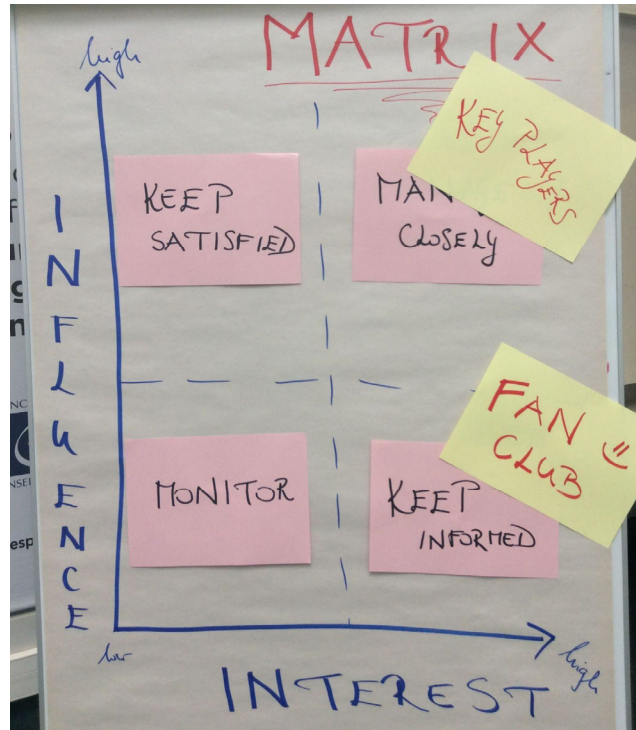 MATRIX
high
KEY PLAYERS
KEEP
SATISFIED
CLOSELY
INFLUENCE
FAN
CLUB
MONITOR
KEEP
INFORMED
low
high
INTEREST